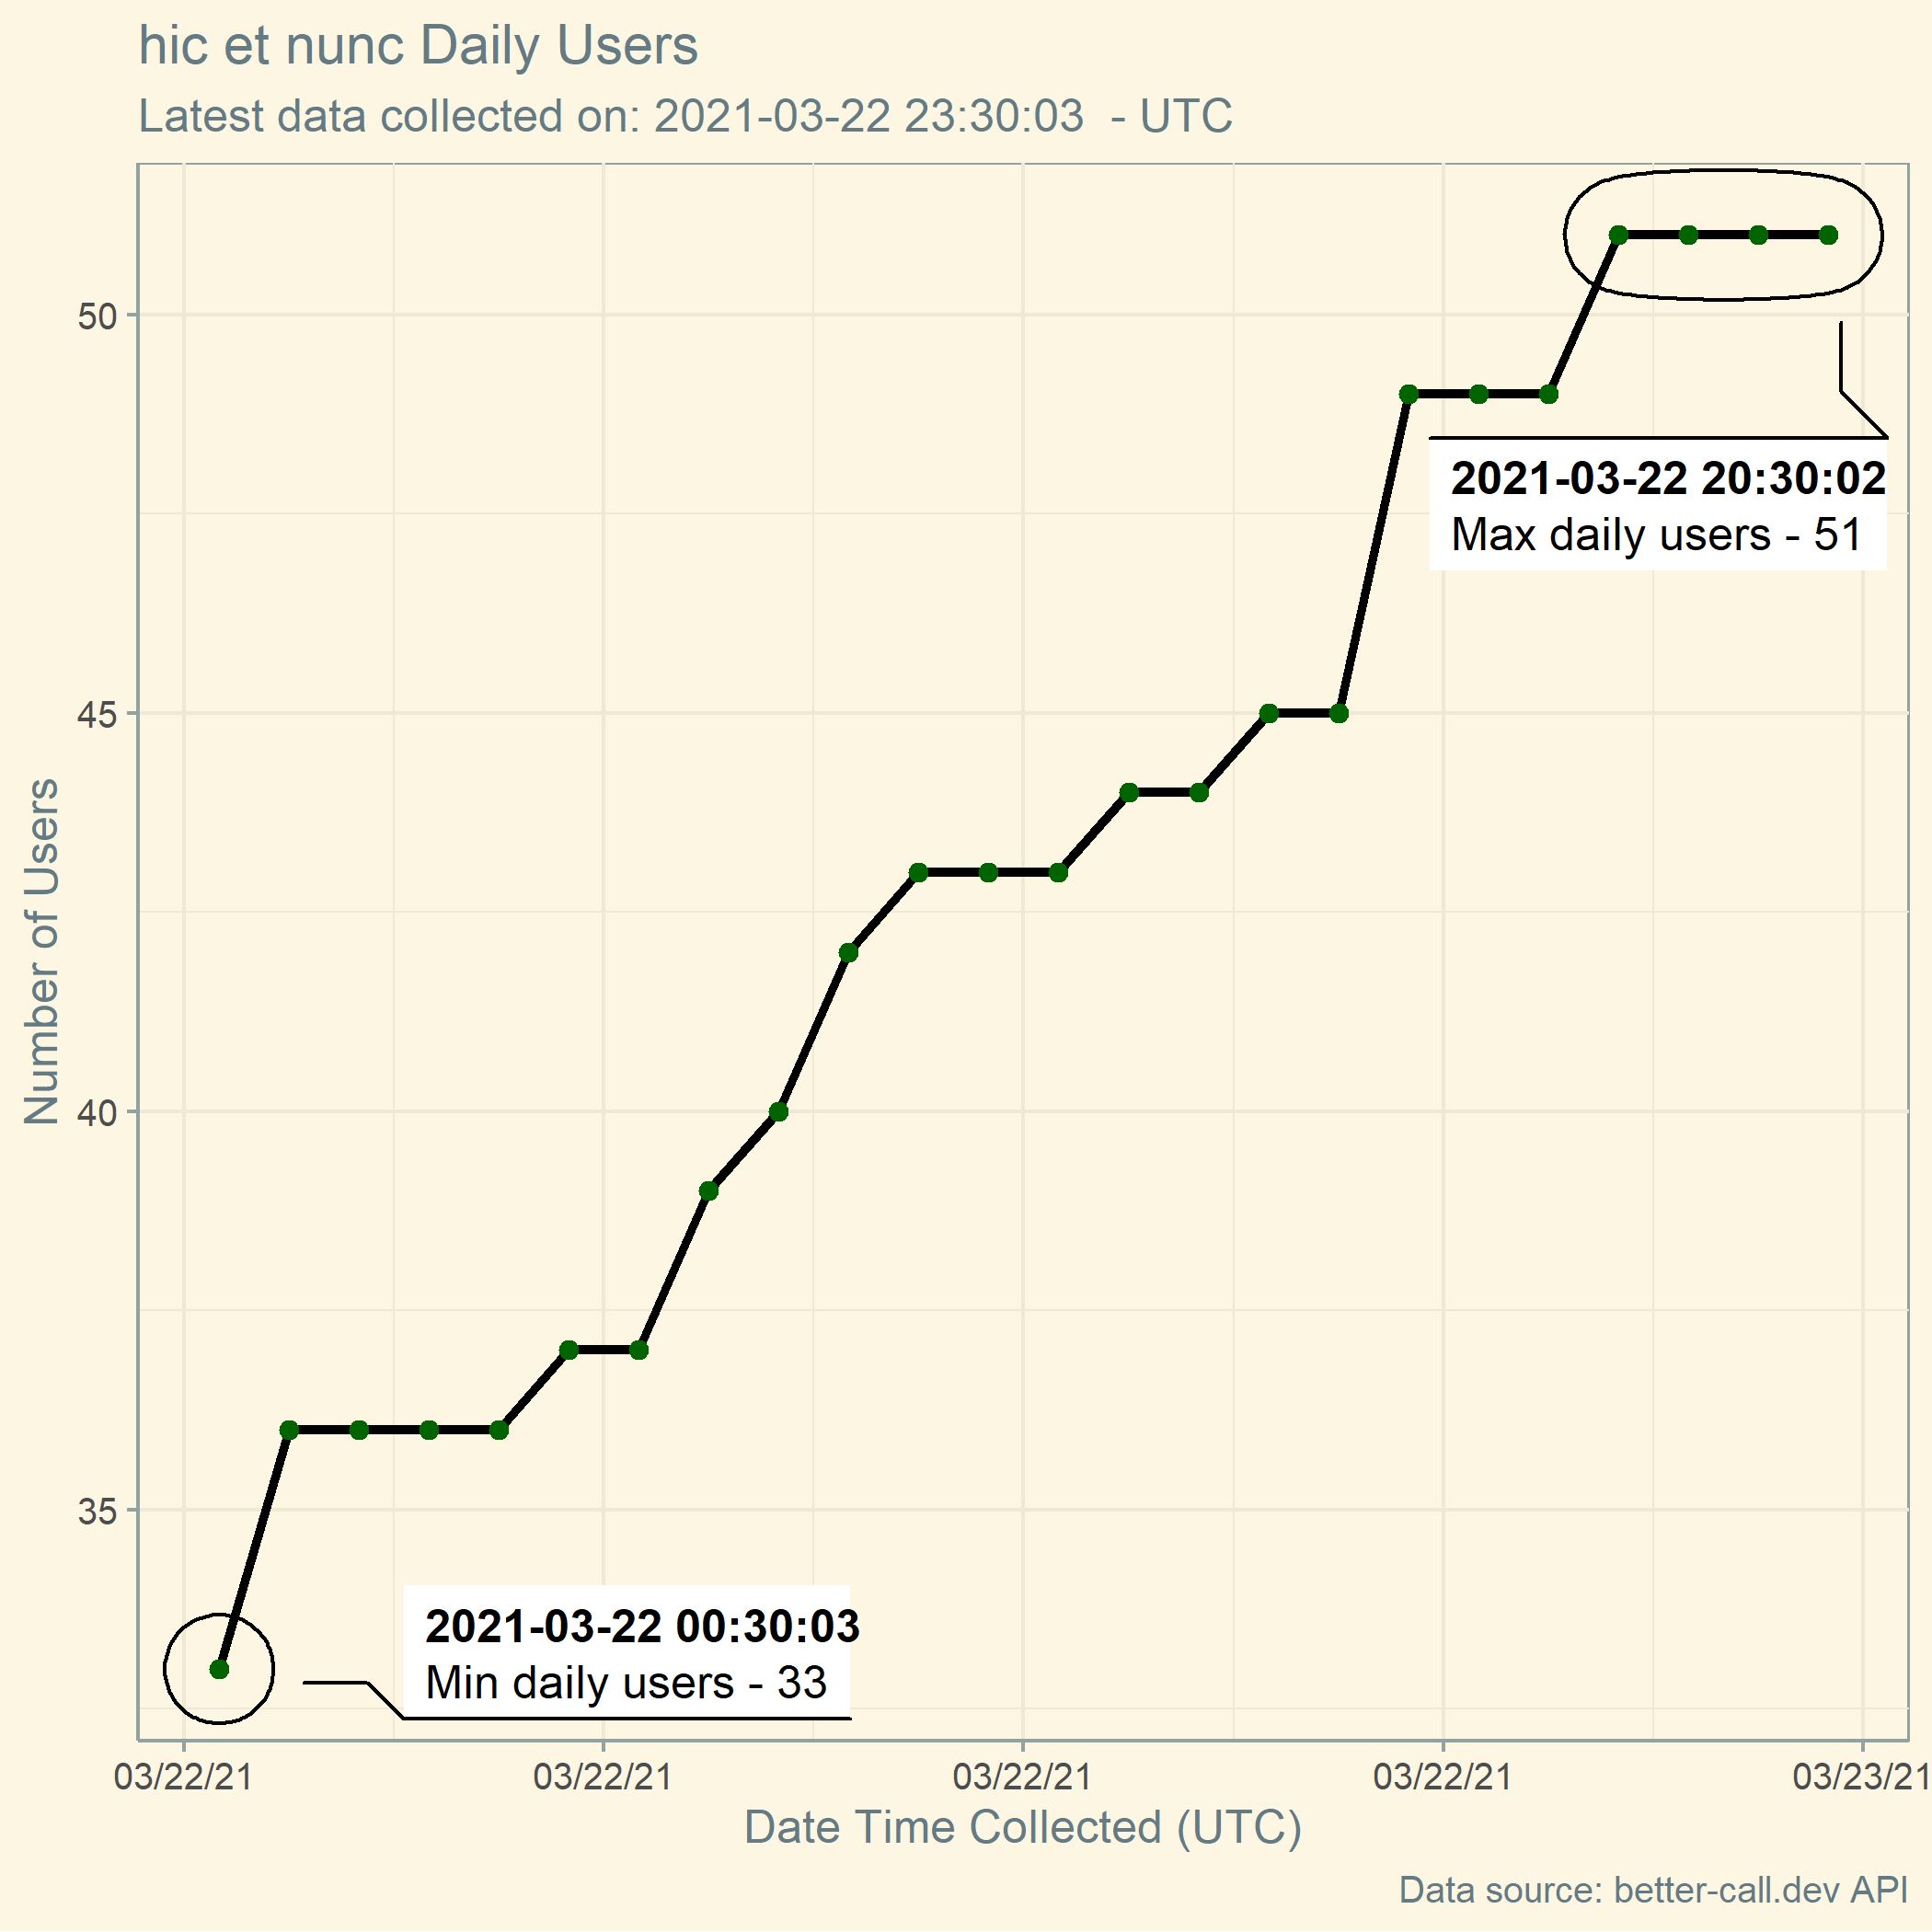 hic et nunc Daily Users
Latest data collected on: 2021-03-22 23:30:03  - UTC
50
45
40
35
Number of Users
2021-03-22 20:30:02
Max daily users - 51
2021-03-22 00:30:03
Min daily users - 33
03/22/21 03/22/21 03/22/21 03/22/21 03/23/21
Date Time Collected (UTC)
Data source: better-call.dev API